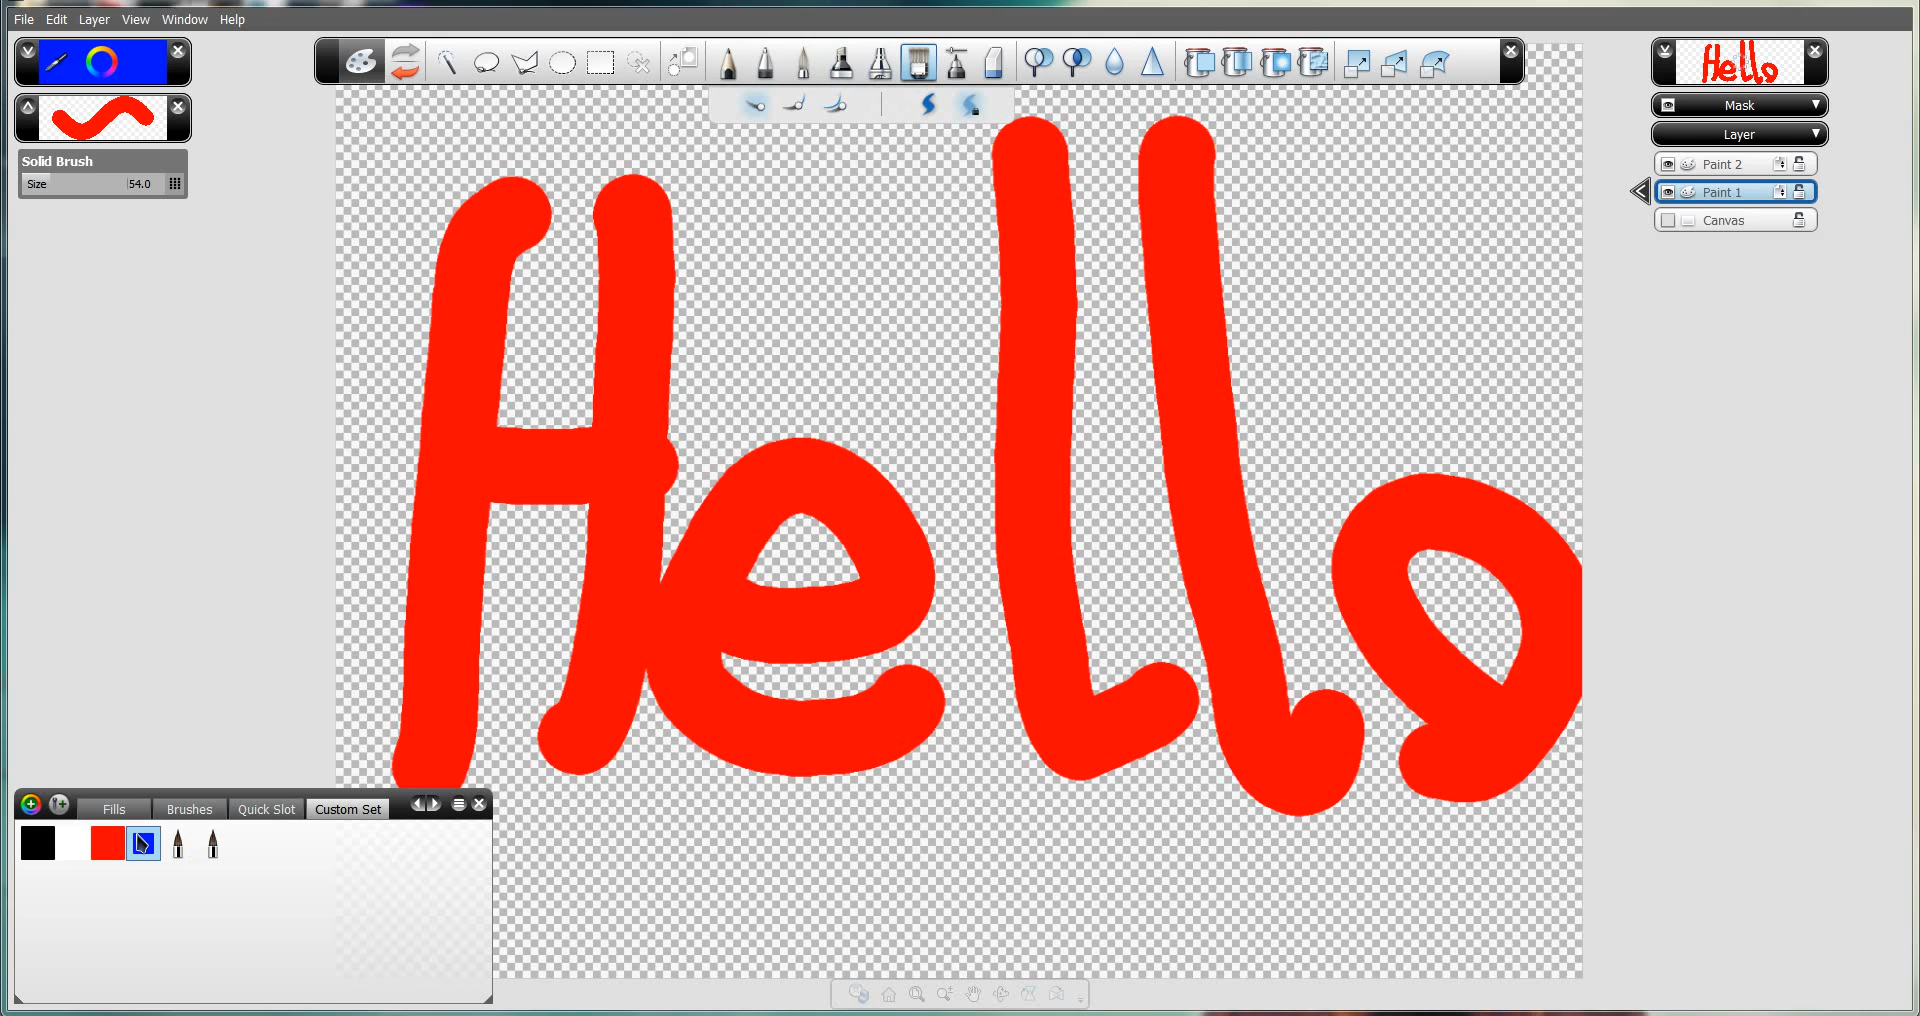 File Edit Layer View Window Help
Hello
Solid Brush
Size 54.0
Mask
Layer
Paint 2
Paint 1
Canvas
Hello
Fills Brushes Quick Slot Custom Set